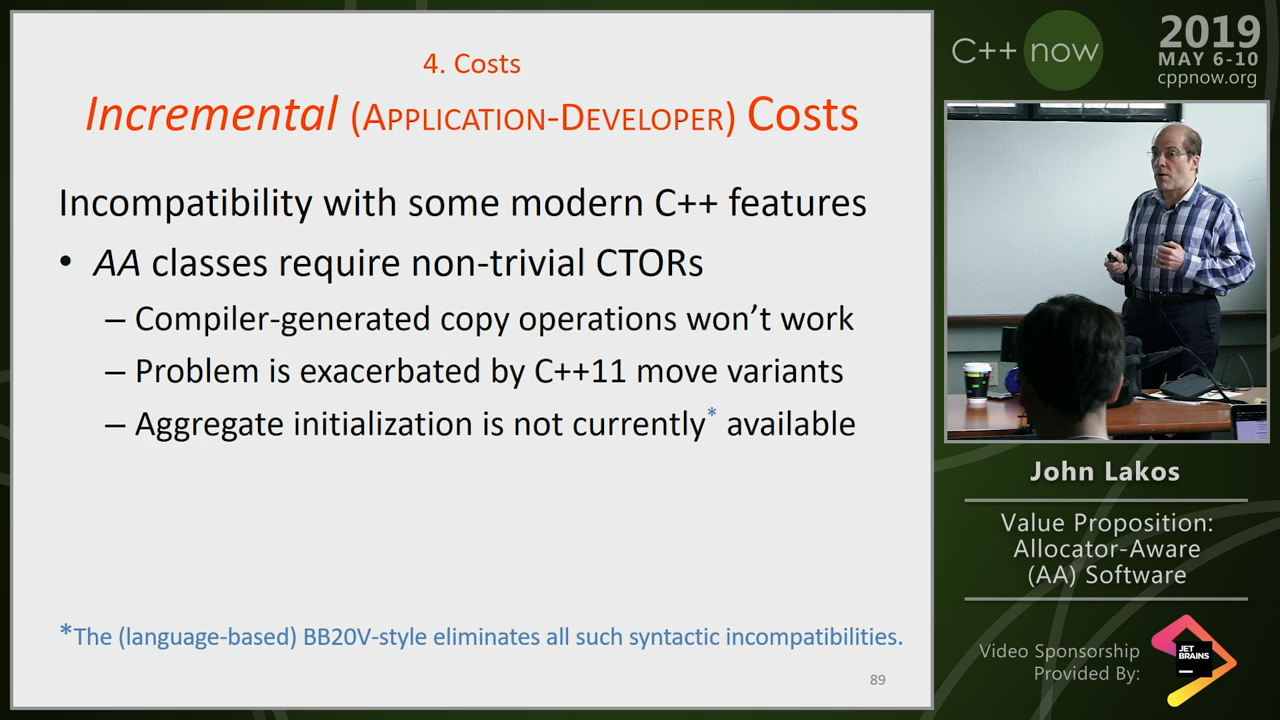 4. Costs
Incremental (APPLICATION-DEVELOPER) Costs
Incompatibility with some modern C++ features
• AA classes require non-trivial CTORs
– Compiler-generated copy operations won’t work
– Problem is exacerbated by C++11 move variants
– Aggregate initialization is not currently* available
*The (language-based) BB20V-style eliminates all such syntactic incompatibilities.
89
C++ now
2019
MAY 6-10
cppnow.org
John Lakos
Value Proposition:
Allocator-Aware
(AA) Software
Video Sponsorship
Provided By:
JET
BRAINS